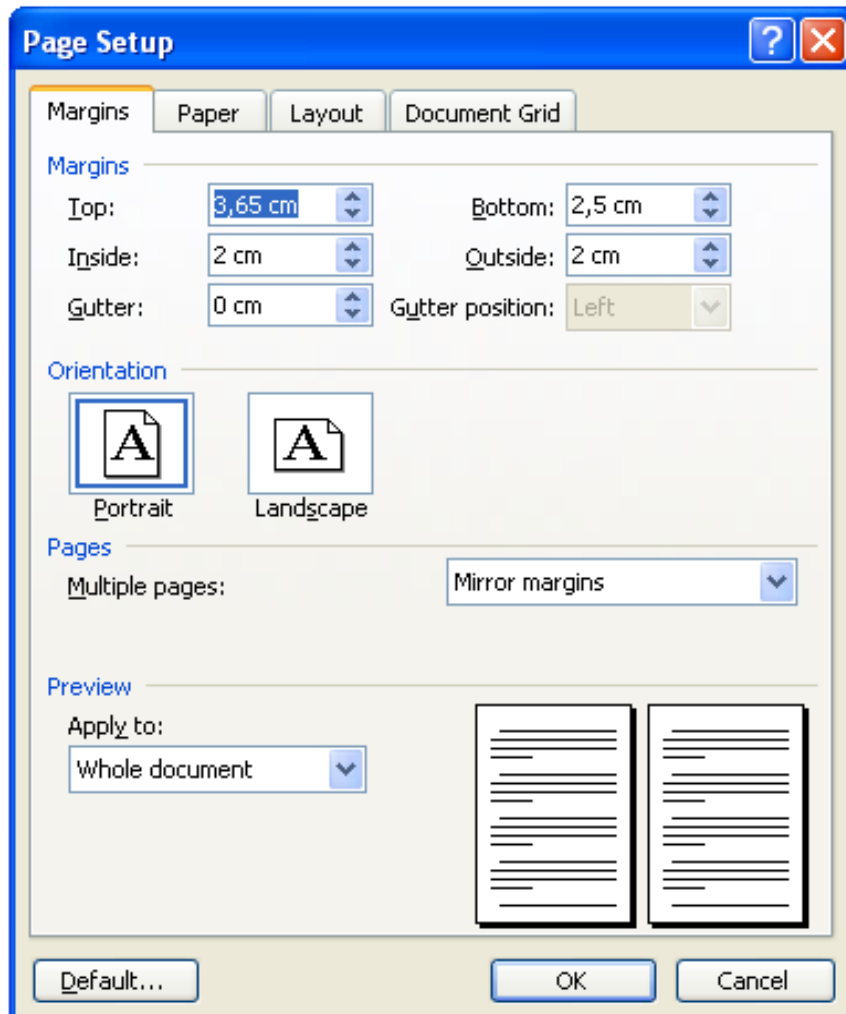 Page Setup
Margins Paper Layout Document Grid
Margins
Top: 3,65 cm Bottom: 2,5 cm
Inside: 2 cm Outside: 2 cm
Gutter: 0 cm Gutter position: Left
Orientation
A A
Portrait Landscape
Pages
Multiple pages: Mirror margins
Preview
Apply to:
Whole document
Default... OK Cancel